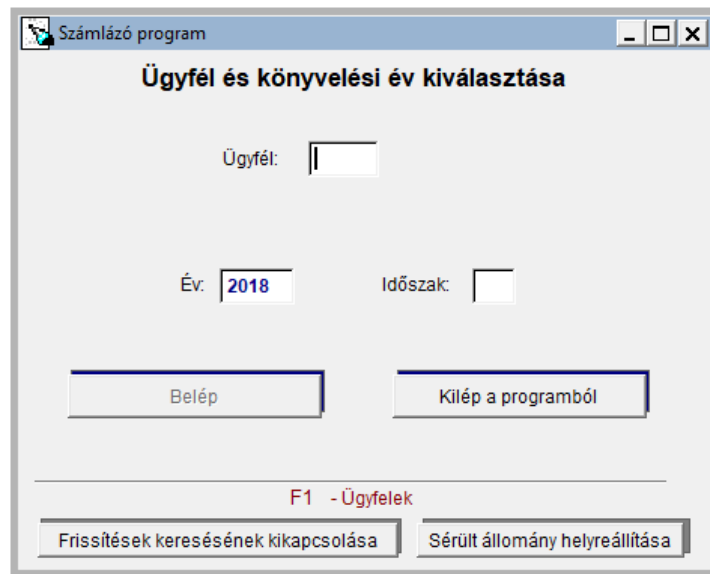 Számlázó program
Ügyfél és könyvelési év kiválasztása
Ügyfél:
Év: 2018 Időszak:
Belép Kilép a programból
F1 - Ügyfelek
Frissítések keresésének kikapcsolása Sérült állomány helyreállítása